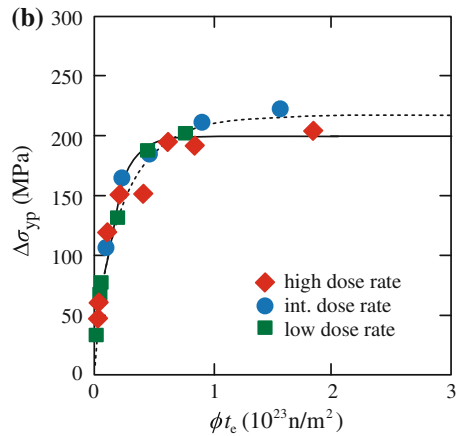 (b)
300
250
200
150
100
50
0
Δσyp (MPa)
high dose rate
int. dose rate
low dose rate
0 1 2 3
ϕte (10²³n/m²)